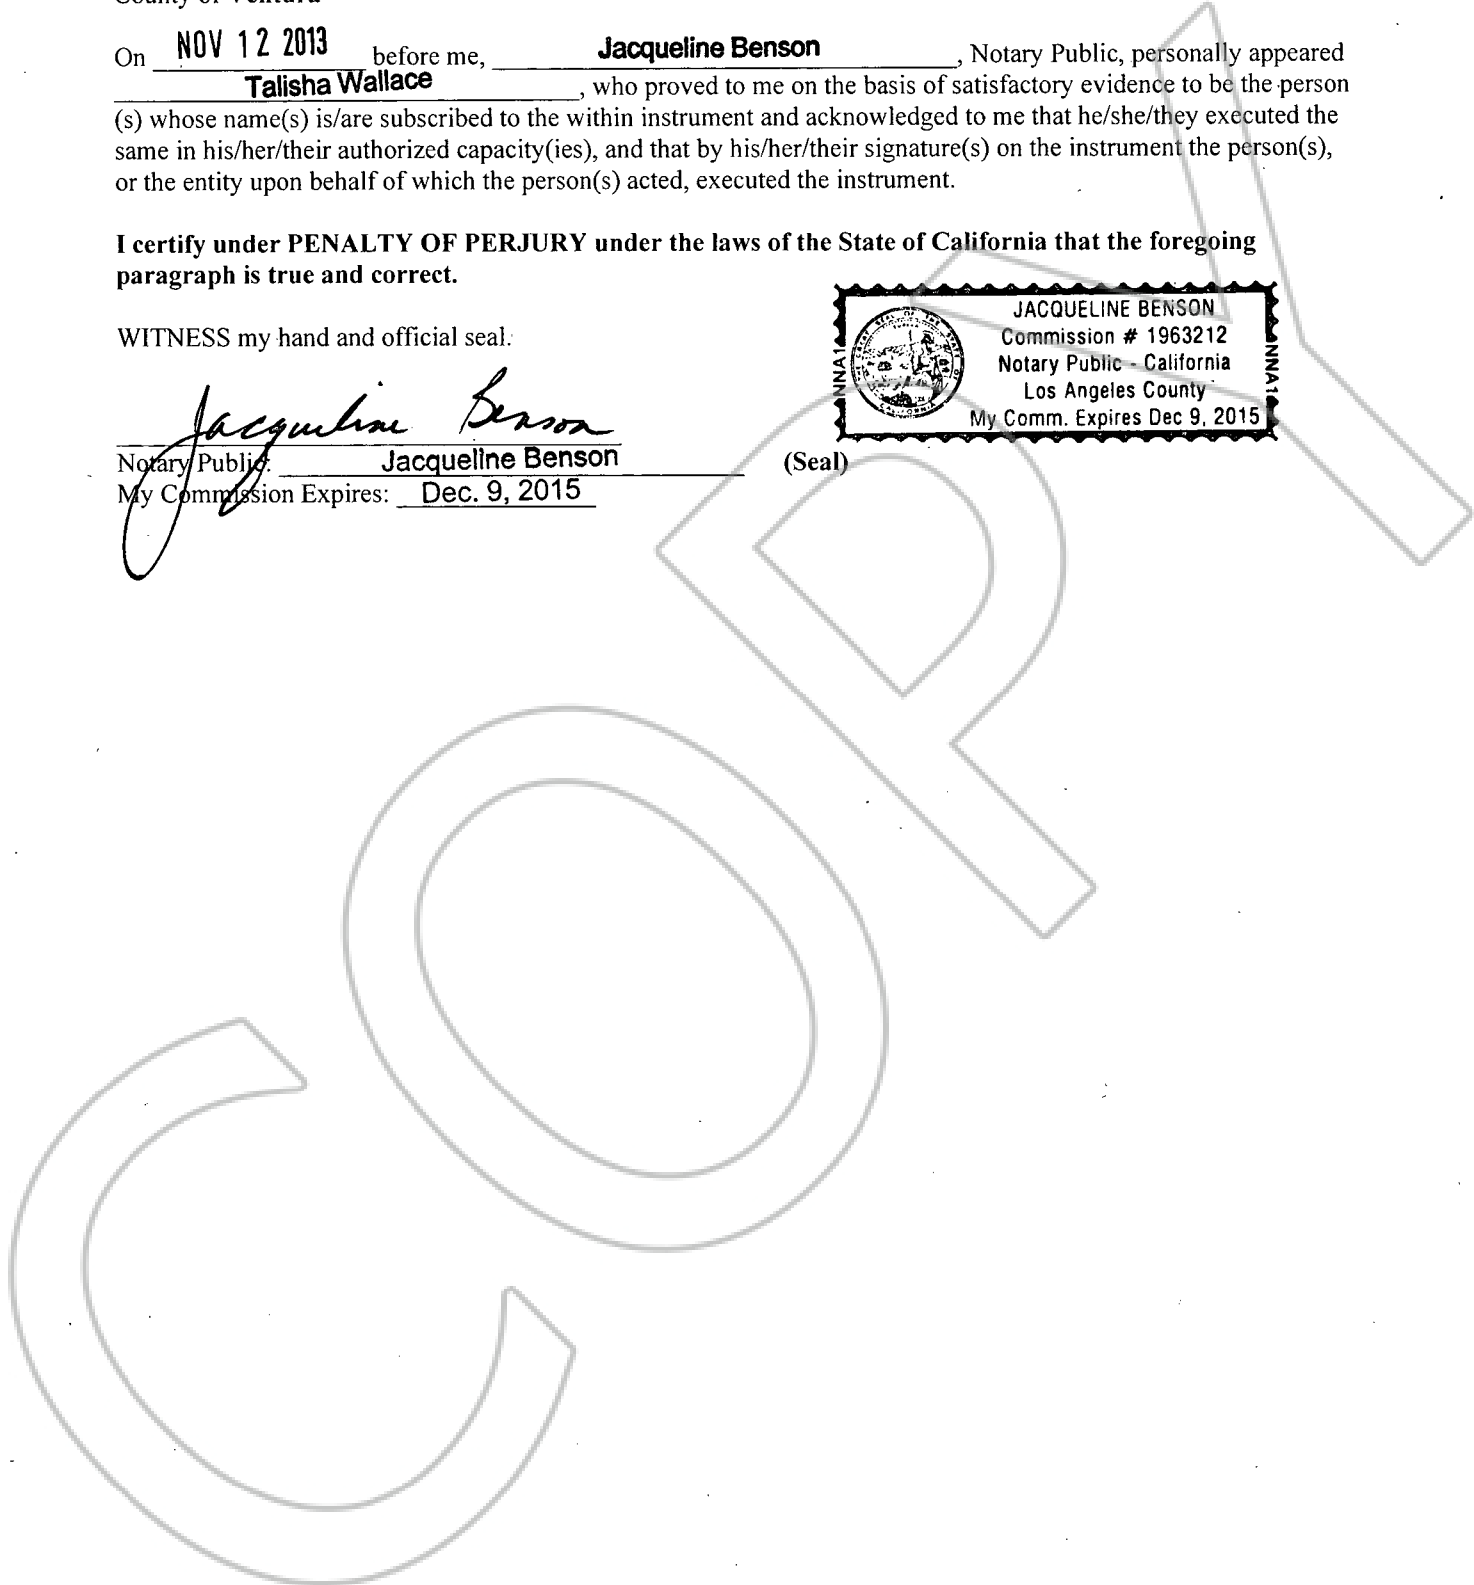 County of Ventura
On NOV 12 2013 before me, Jacqueline Benson, Notary Public, personally appeared
Talisha Wallace, who proved to me on the basis of satisfactory evidence to be the person
(s) whose name(s) is/are subscribed to the within instrument and acknowledged to me that he/she/they executed the
same in his/her/their authorized capacity(ies), and that by his/her/their signature(s) on the instrument the person(s),
or the entity upon behalf of which the person(s) acted, executed the instrument.
I certify under PENALTY OF PERJURY under the laws of the State of California that the foregoing
paragraph is true and correct.
WITNESS my hand and official seal.
JACQUELINE BENSON
Commission # 1963212
Notary Public - California
Los Angeles County
My Comm. Expires Dec 9, 2015
NNA1
NNA1
Jacqueline Benson
Notary Public: Jacqueline Benson (Seal)
My Commission Expires: Dec. 9, 2015
COPY